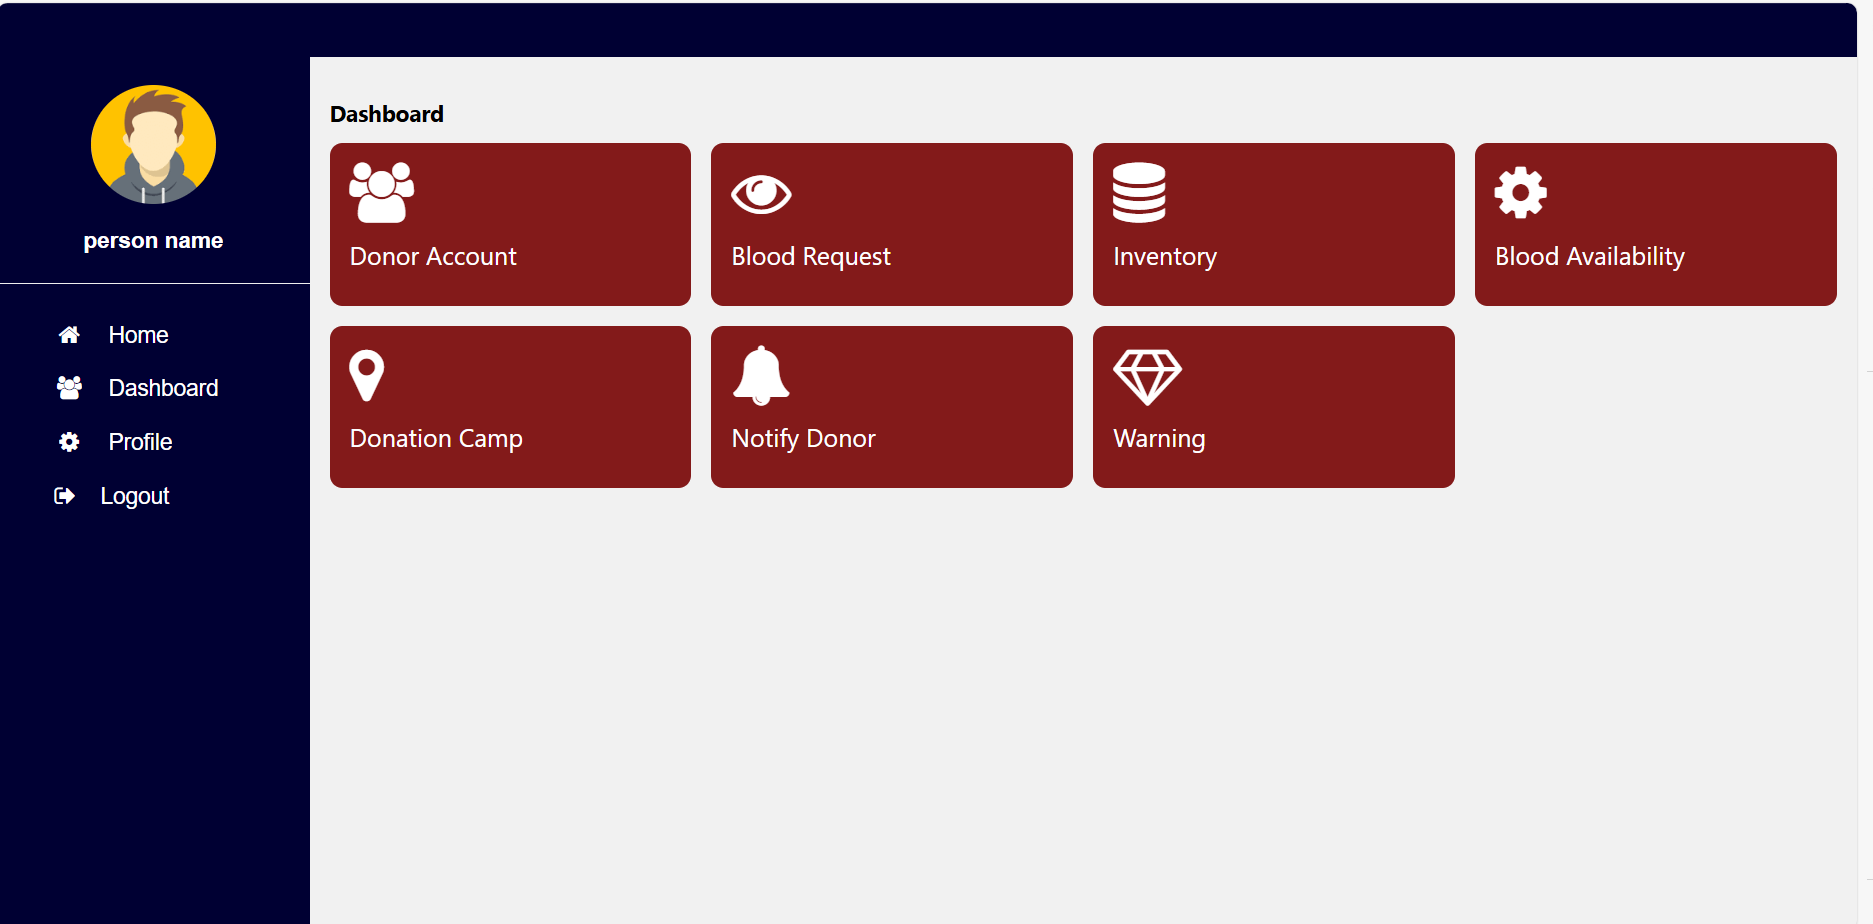 person name
Home
Dashboard
Profile
Logout
Dashboard
Donor Account
Blood Request
Inventory
Blood Availability
Donation Camp
Notify Donor
Warning